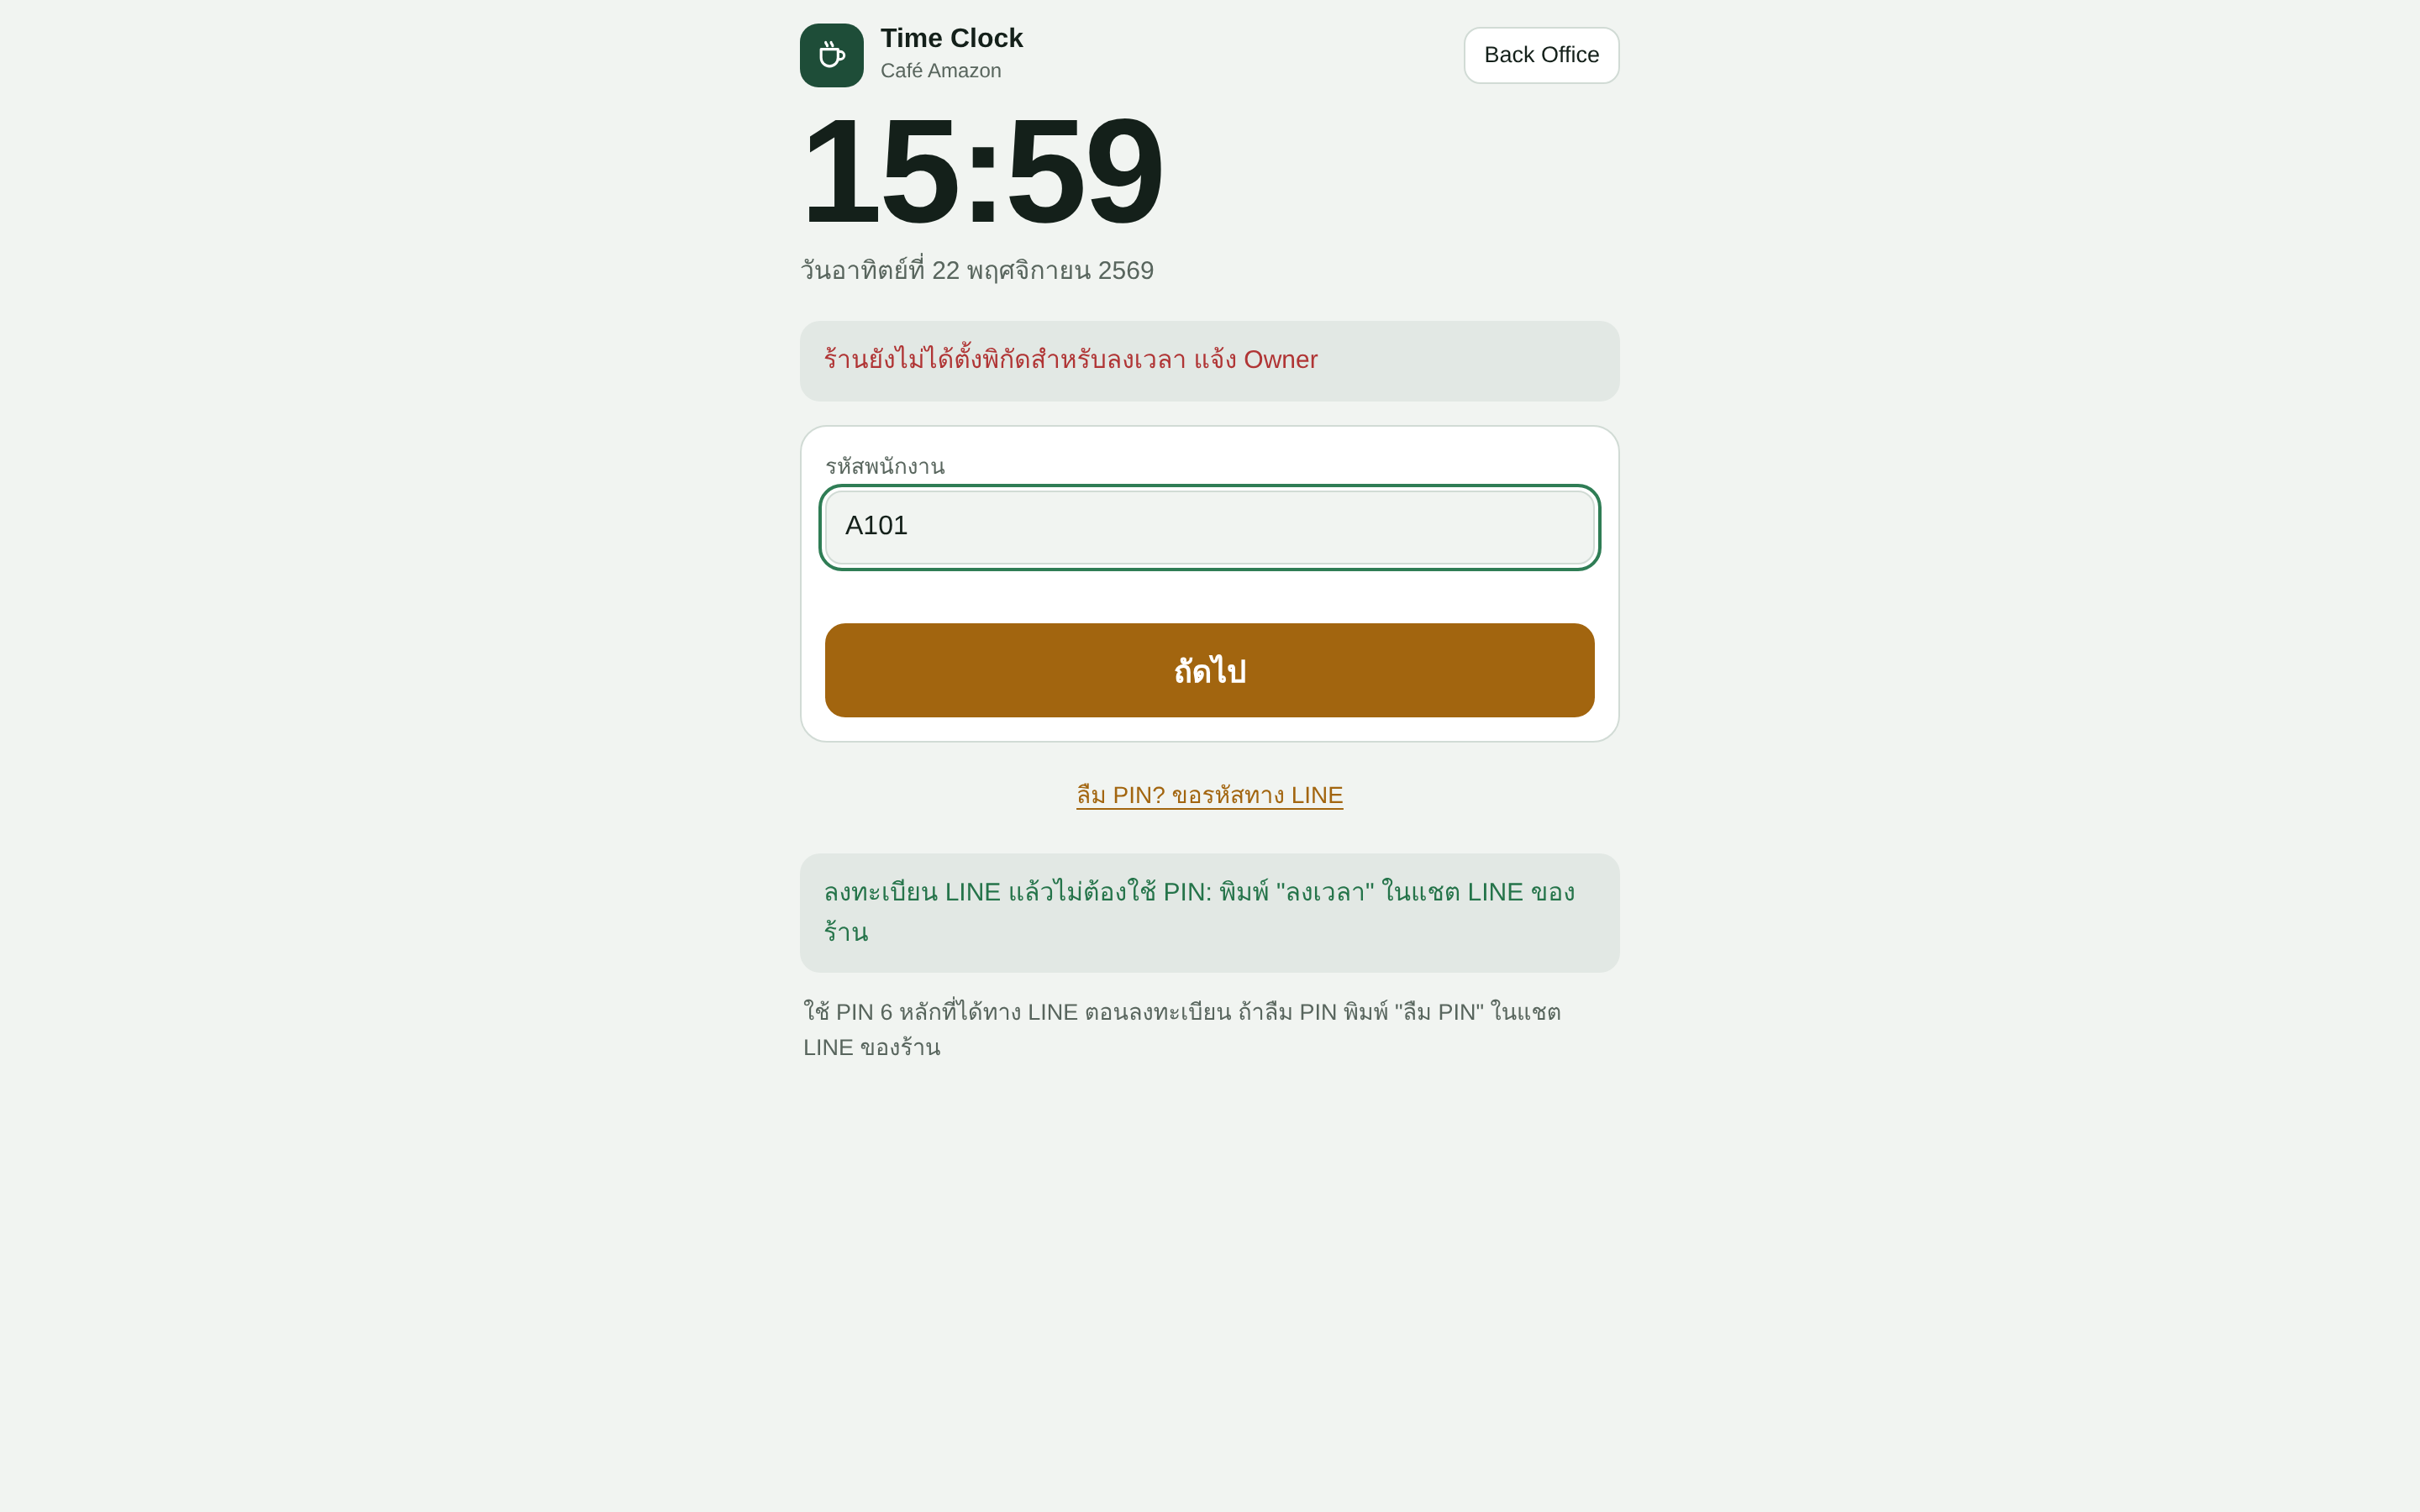 Time Clock
Café Amazon
Back Office
15:59
วันอาทิตย์ที่ 22 พฤศจิกายน 2569
ร้านยังไม่ได้ตั้งพิกัดสำหรับลงเวลา แจ้ง Owner
รหัสพนักงาน
A101
ถัดไป
ลืม PIN? ขอรหัสทาง LINE
ลงทะเบียน LINE แล้วไม่ต้องใช้ PIN: พิมพ์ "ลงเวลา" ในแชต LINE ของ
ร้าน
ใช้ PIN 6 หลักที่ได้ทาง LINE ตอนลงทะเบียน ถ้าลืม PIN พิมพ์ "ลืม PIN" ในแชต
LINE ของร้าน